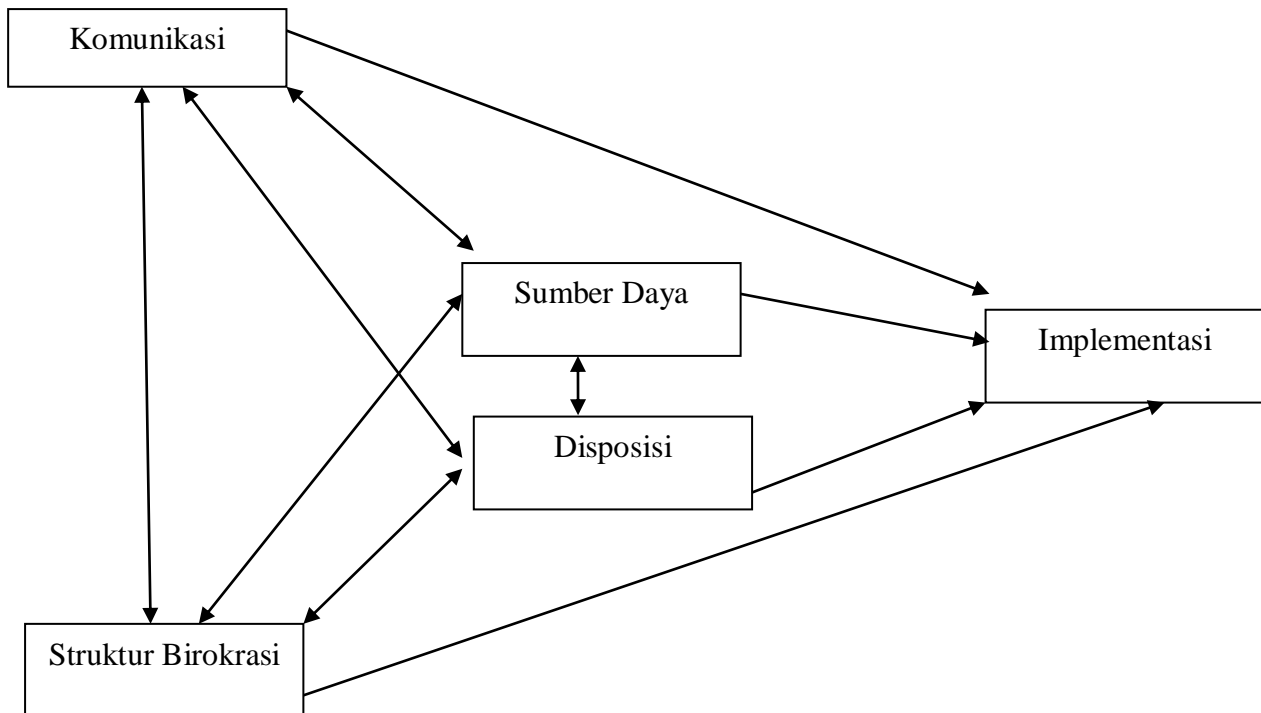 Komunikasi
Sumber Daya
Implementasi
Disposisi
Struktur Birokrasi